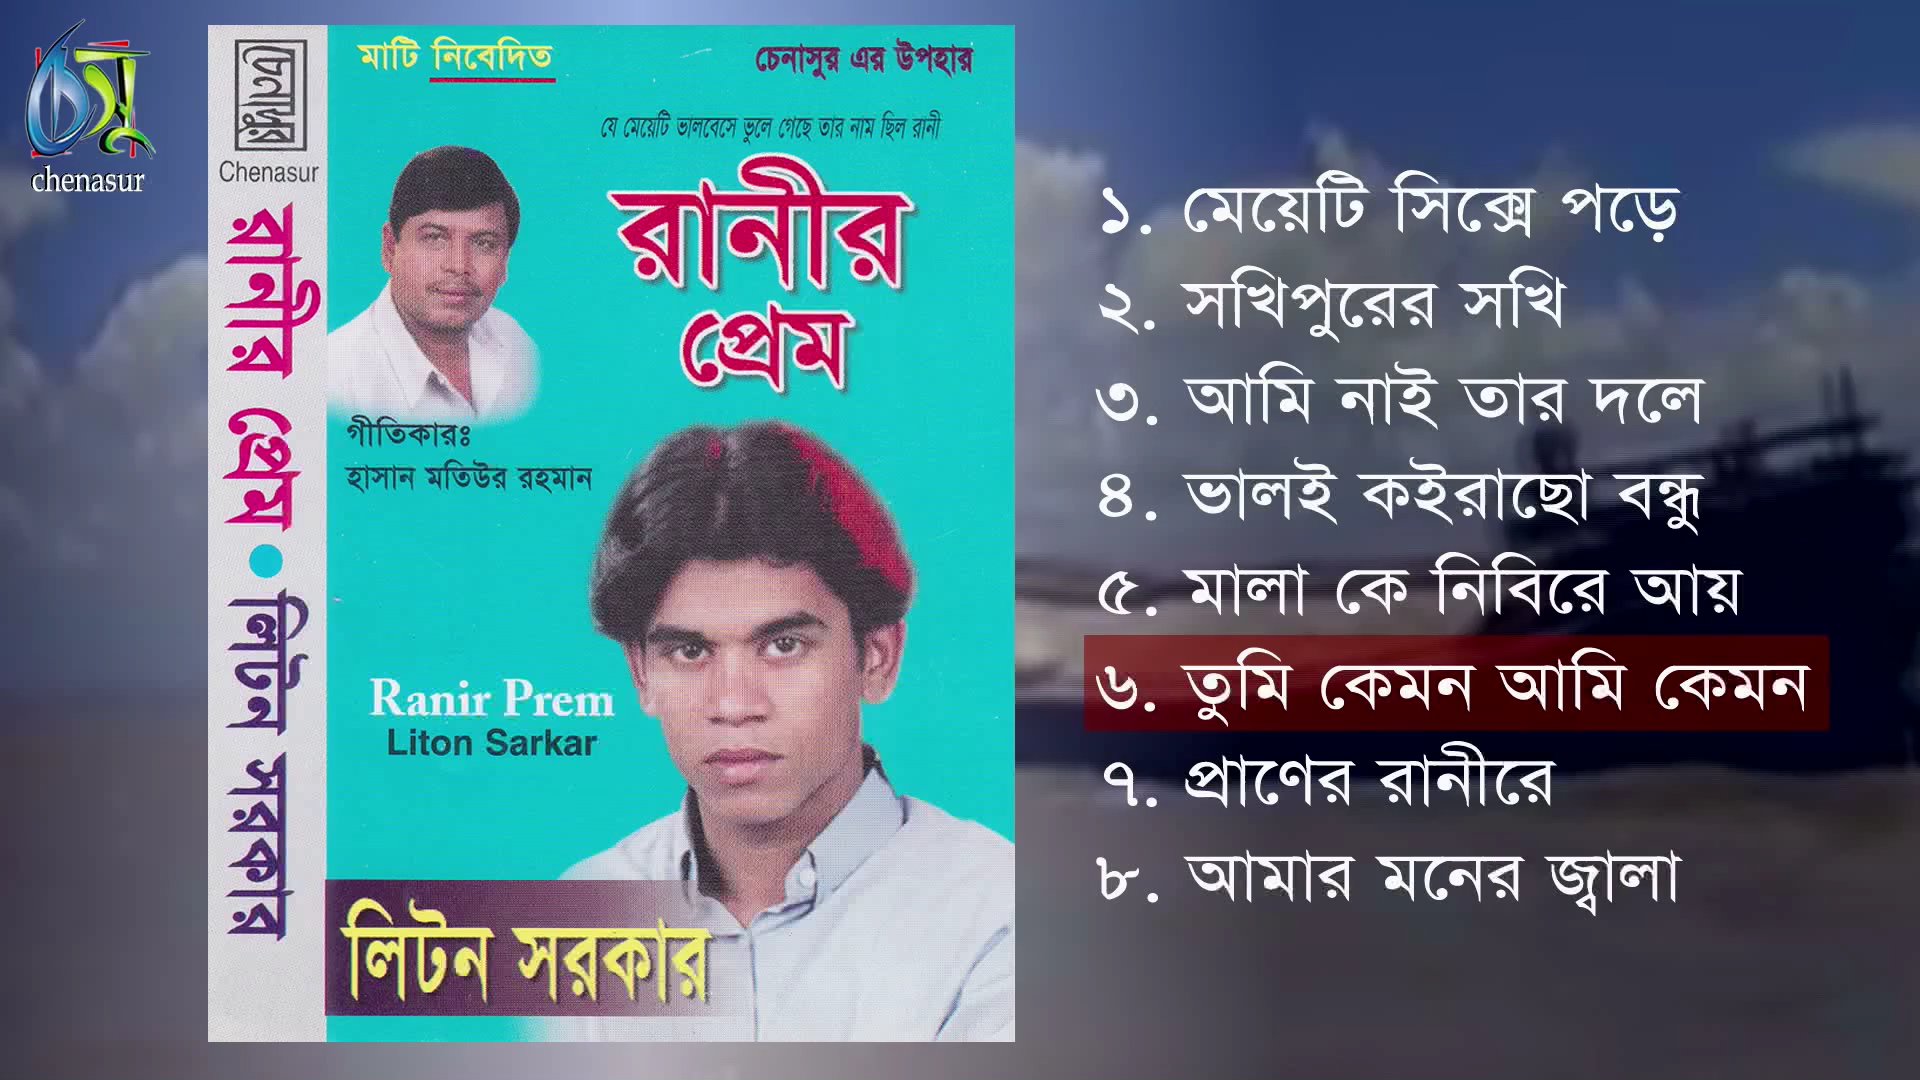 চসু
chenasur
চেনাসুর
Chenasur
রানীর প্রেম • লিটন সরকার
মাটি নিবেদিত
চেনাসুর এর উপহার
যে মেয়েটি ভালবেসে ভুলে গেছে তার নাম ছিল রানী
রানীর
প্রেম
গীতিকারঃ
হাসান মতিউর রহমান
Ranir Prem
Liton Sarkar
লিটন সরকার
১. মেয়েটি সিক্সে পড়ে
২. সখিপুরের সখি
৩. আমি নাই তার দলে
৪. ভালই কইরাছো বন্ধু
৫. মালা কে নিবিরে আয়
৬. তুমি কেমন আমি কেমন
৭. প্রাণের রানীরে
৮. আমার মনের জ্বালা